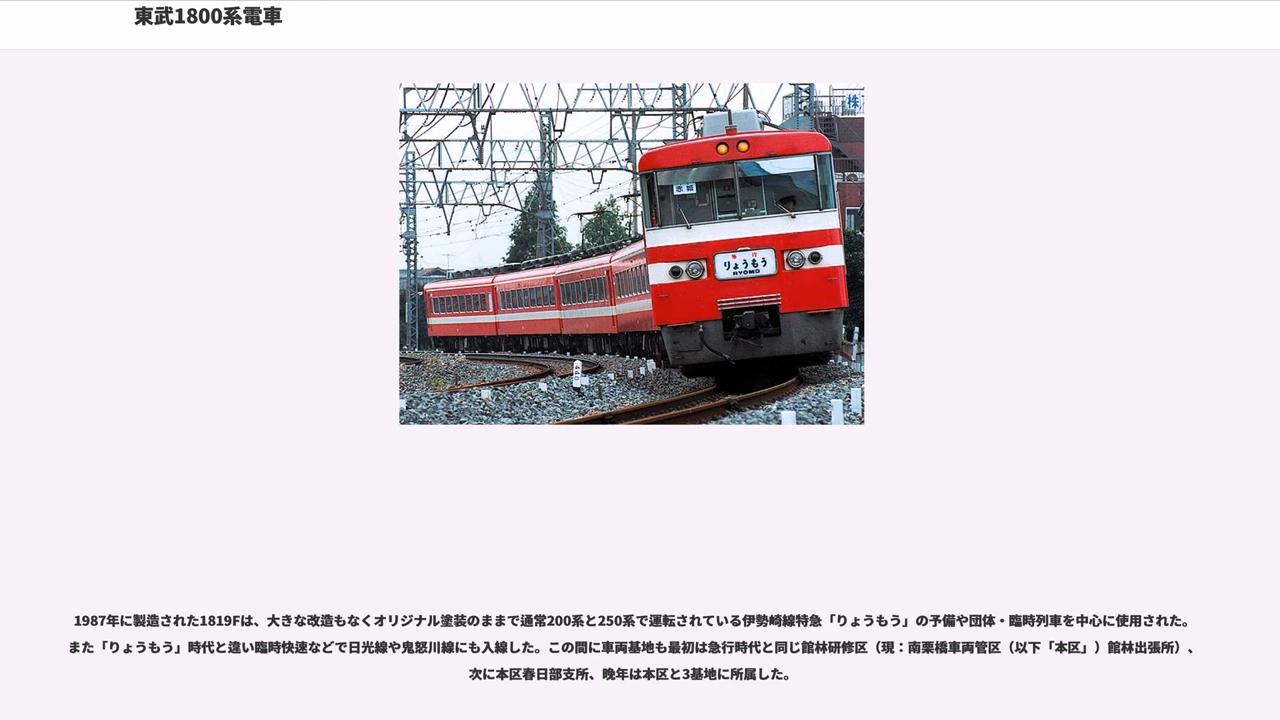 東武1800系電車
株
赤城
急行
りょうもう
RYOMO
1987年に製造された1819Fは、大きな改造もなくオリジナル塗装のままで通常200系と250系で運転されている伊勢崎線特急「りょうもう」の予備や団体・臨時列車を中心に使用された。
また「りょうもう」時代と違い臨時快速などで日光線や鬼怒川線にも入線した。この間に車両基地も最初は急行時代と同じ館林研修区（現：南栗橋車両管区（以下「本区」）館林出張所）、
次に本区春日部支所、晩年は本区と3基地に所属した。